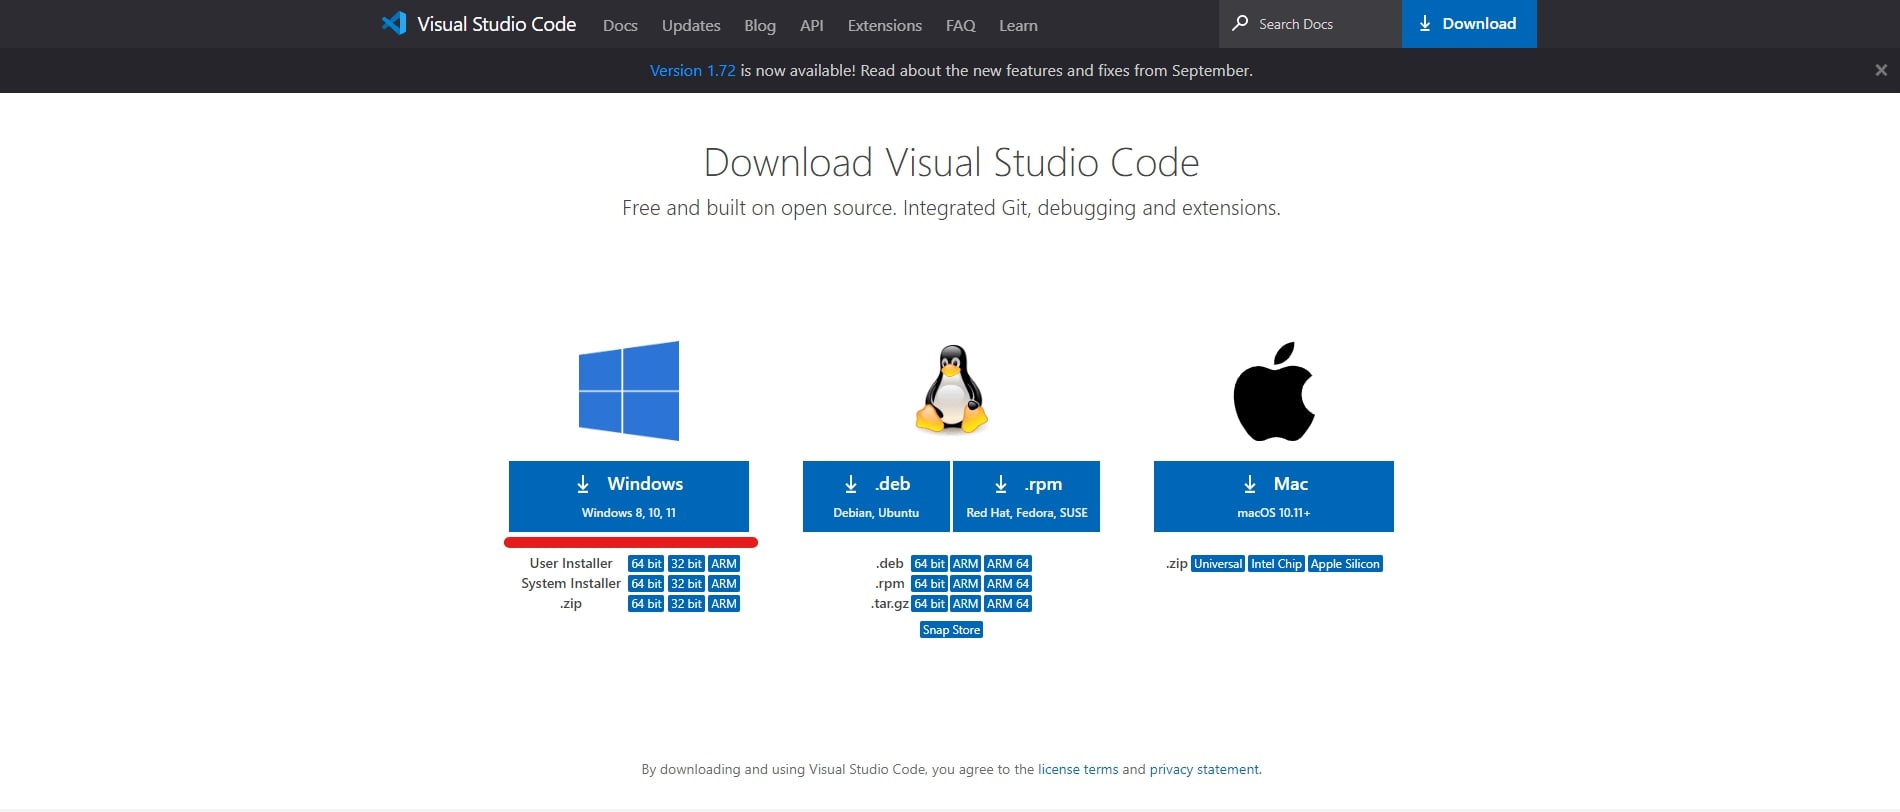 Visual Studio Code Docs Updates Blog API Extensions FAQ Learn Search Docs Download
Version 1.72 is now available! Read about the new features and fixes from September.
Download Visual Studio Code
Free and built on open source. Integrated Git, debugging and extensions.
Windows
Windows 8, 10, 11
User Installer 64 bit 32 bit ARM
System Installer 64 bit 32 bit ARM
.zip 64 bit 32 bit ARM
.deb
Debian, Ubuntu
.rpm
Red Hat, Fedora, SUSE
.deb 64 bit ARM ARM 64
.rpm 64 bit ARM ARM 64
.tar.gz 64 bit ARM ARM 64
Snap Store
Mac
macOS 10.11+
.zip Universal Intel Chip Apple Silicon
By downloading and using Visual Studio Code, you agree to the license terms and privacy statement.